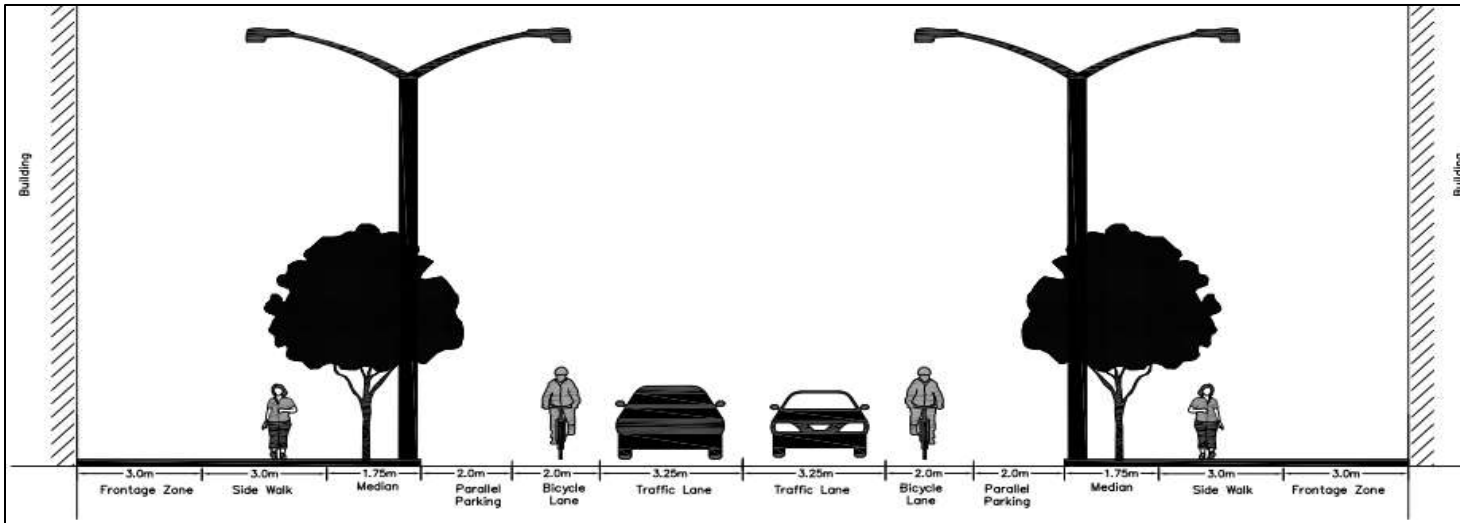 Building
Building
3.0m 3.0m 1.75m 2.0m 2.0m 3.25m 3.25m 2.0m 2.0m 1.75m 3.0m 3.0m
Frontage Zone
Side Walk
Median
Parallel
Parking
Bicycle
Lane
Traffic Lane
Traffic Lane
Bicycle
Lane
Parallel
Parking
Median
Side Walk
Frontage Zone